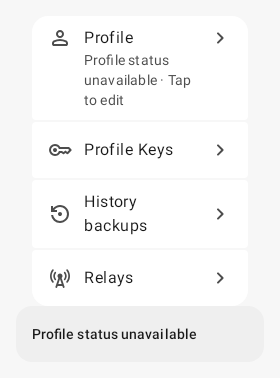 Profile
Profile status
unavailable · Tap
to edit
Profile Keys
History
backups
Relays
Profile status unavailable